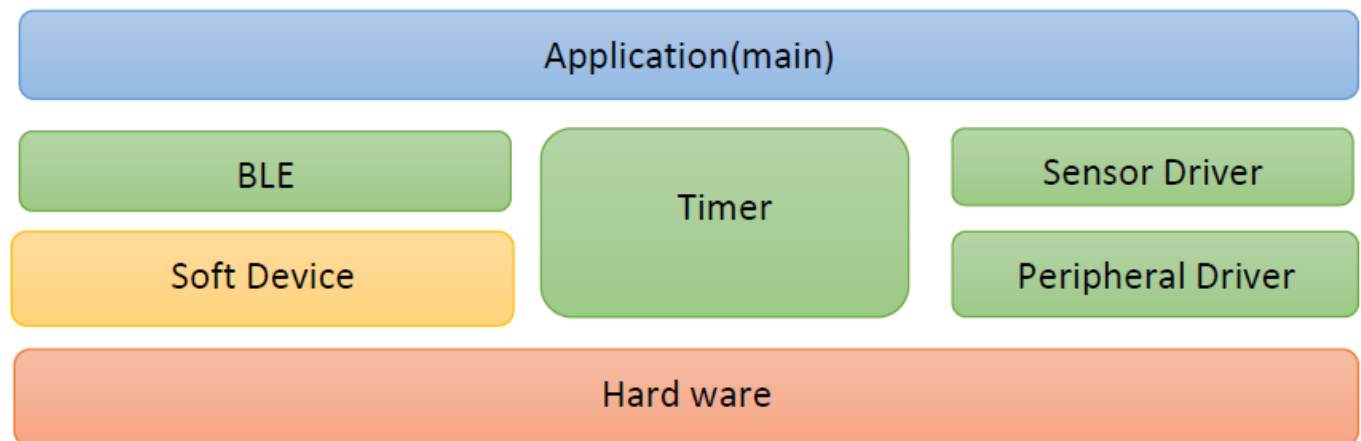 Application(main)
BLE
Timer
Sensor Driver
Soft Device
Peripheral Driver
Hard ware